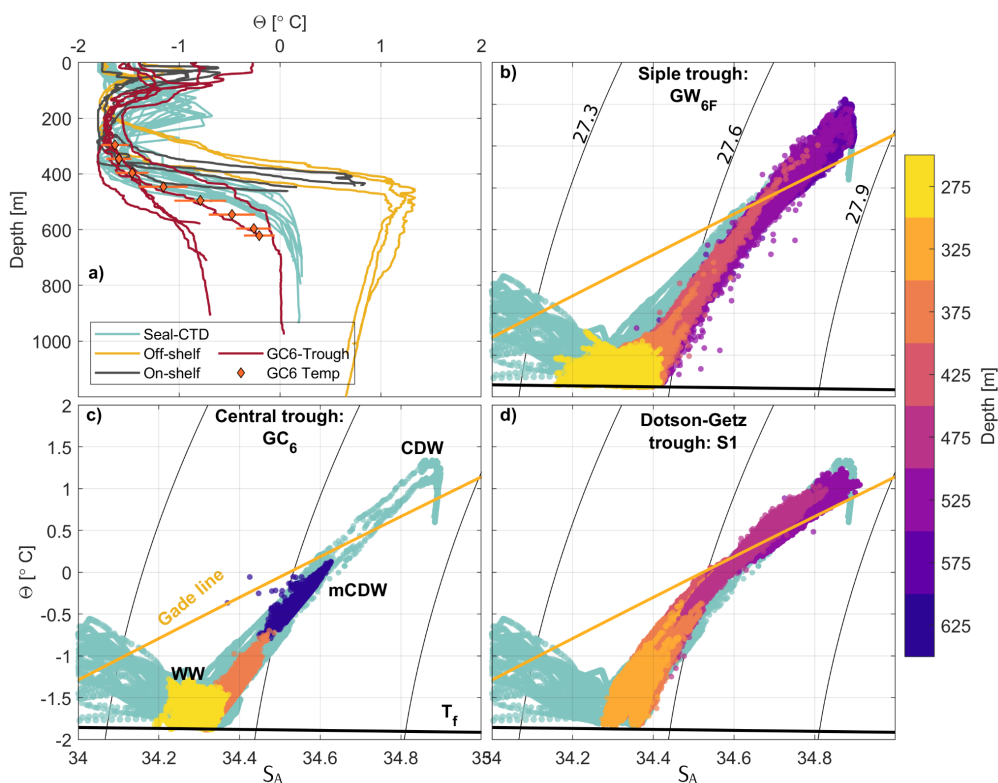 Θ [° C]
-2 -1 0 1 2
0
200
400
600
800
1000
Depth [m]
a)
Seal-CTD
Off-shelf
On-shelf
GC6-Trough
GC6 Temp
b)
Siple trough:
GW6F
27.3
27.6
27.9
275
325
375
425
475
525
575
625
Depth [m]
c)
Central trough:
GC6
CDW
mCDW
Gade line
WW
Tf
2
1.5
1
0.5
0
-0.5
-1
-1.5
-2
Θ [° C]
34 34.2 34.4 34.6 34.8 35
SA
d)
Dotson-Getz
trough: S1
34.2 34.4 34.6 34.8
SA